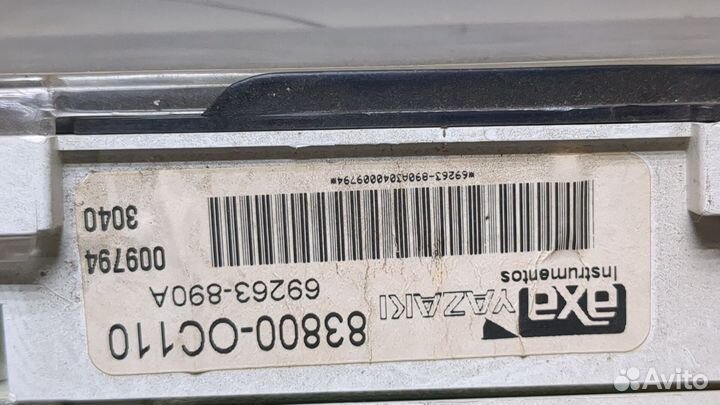 83800-0C110
69263-890A
YAZAKI
axa
Instrumentos
009794
3040
*69263-890A3040009794*
Avito